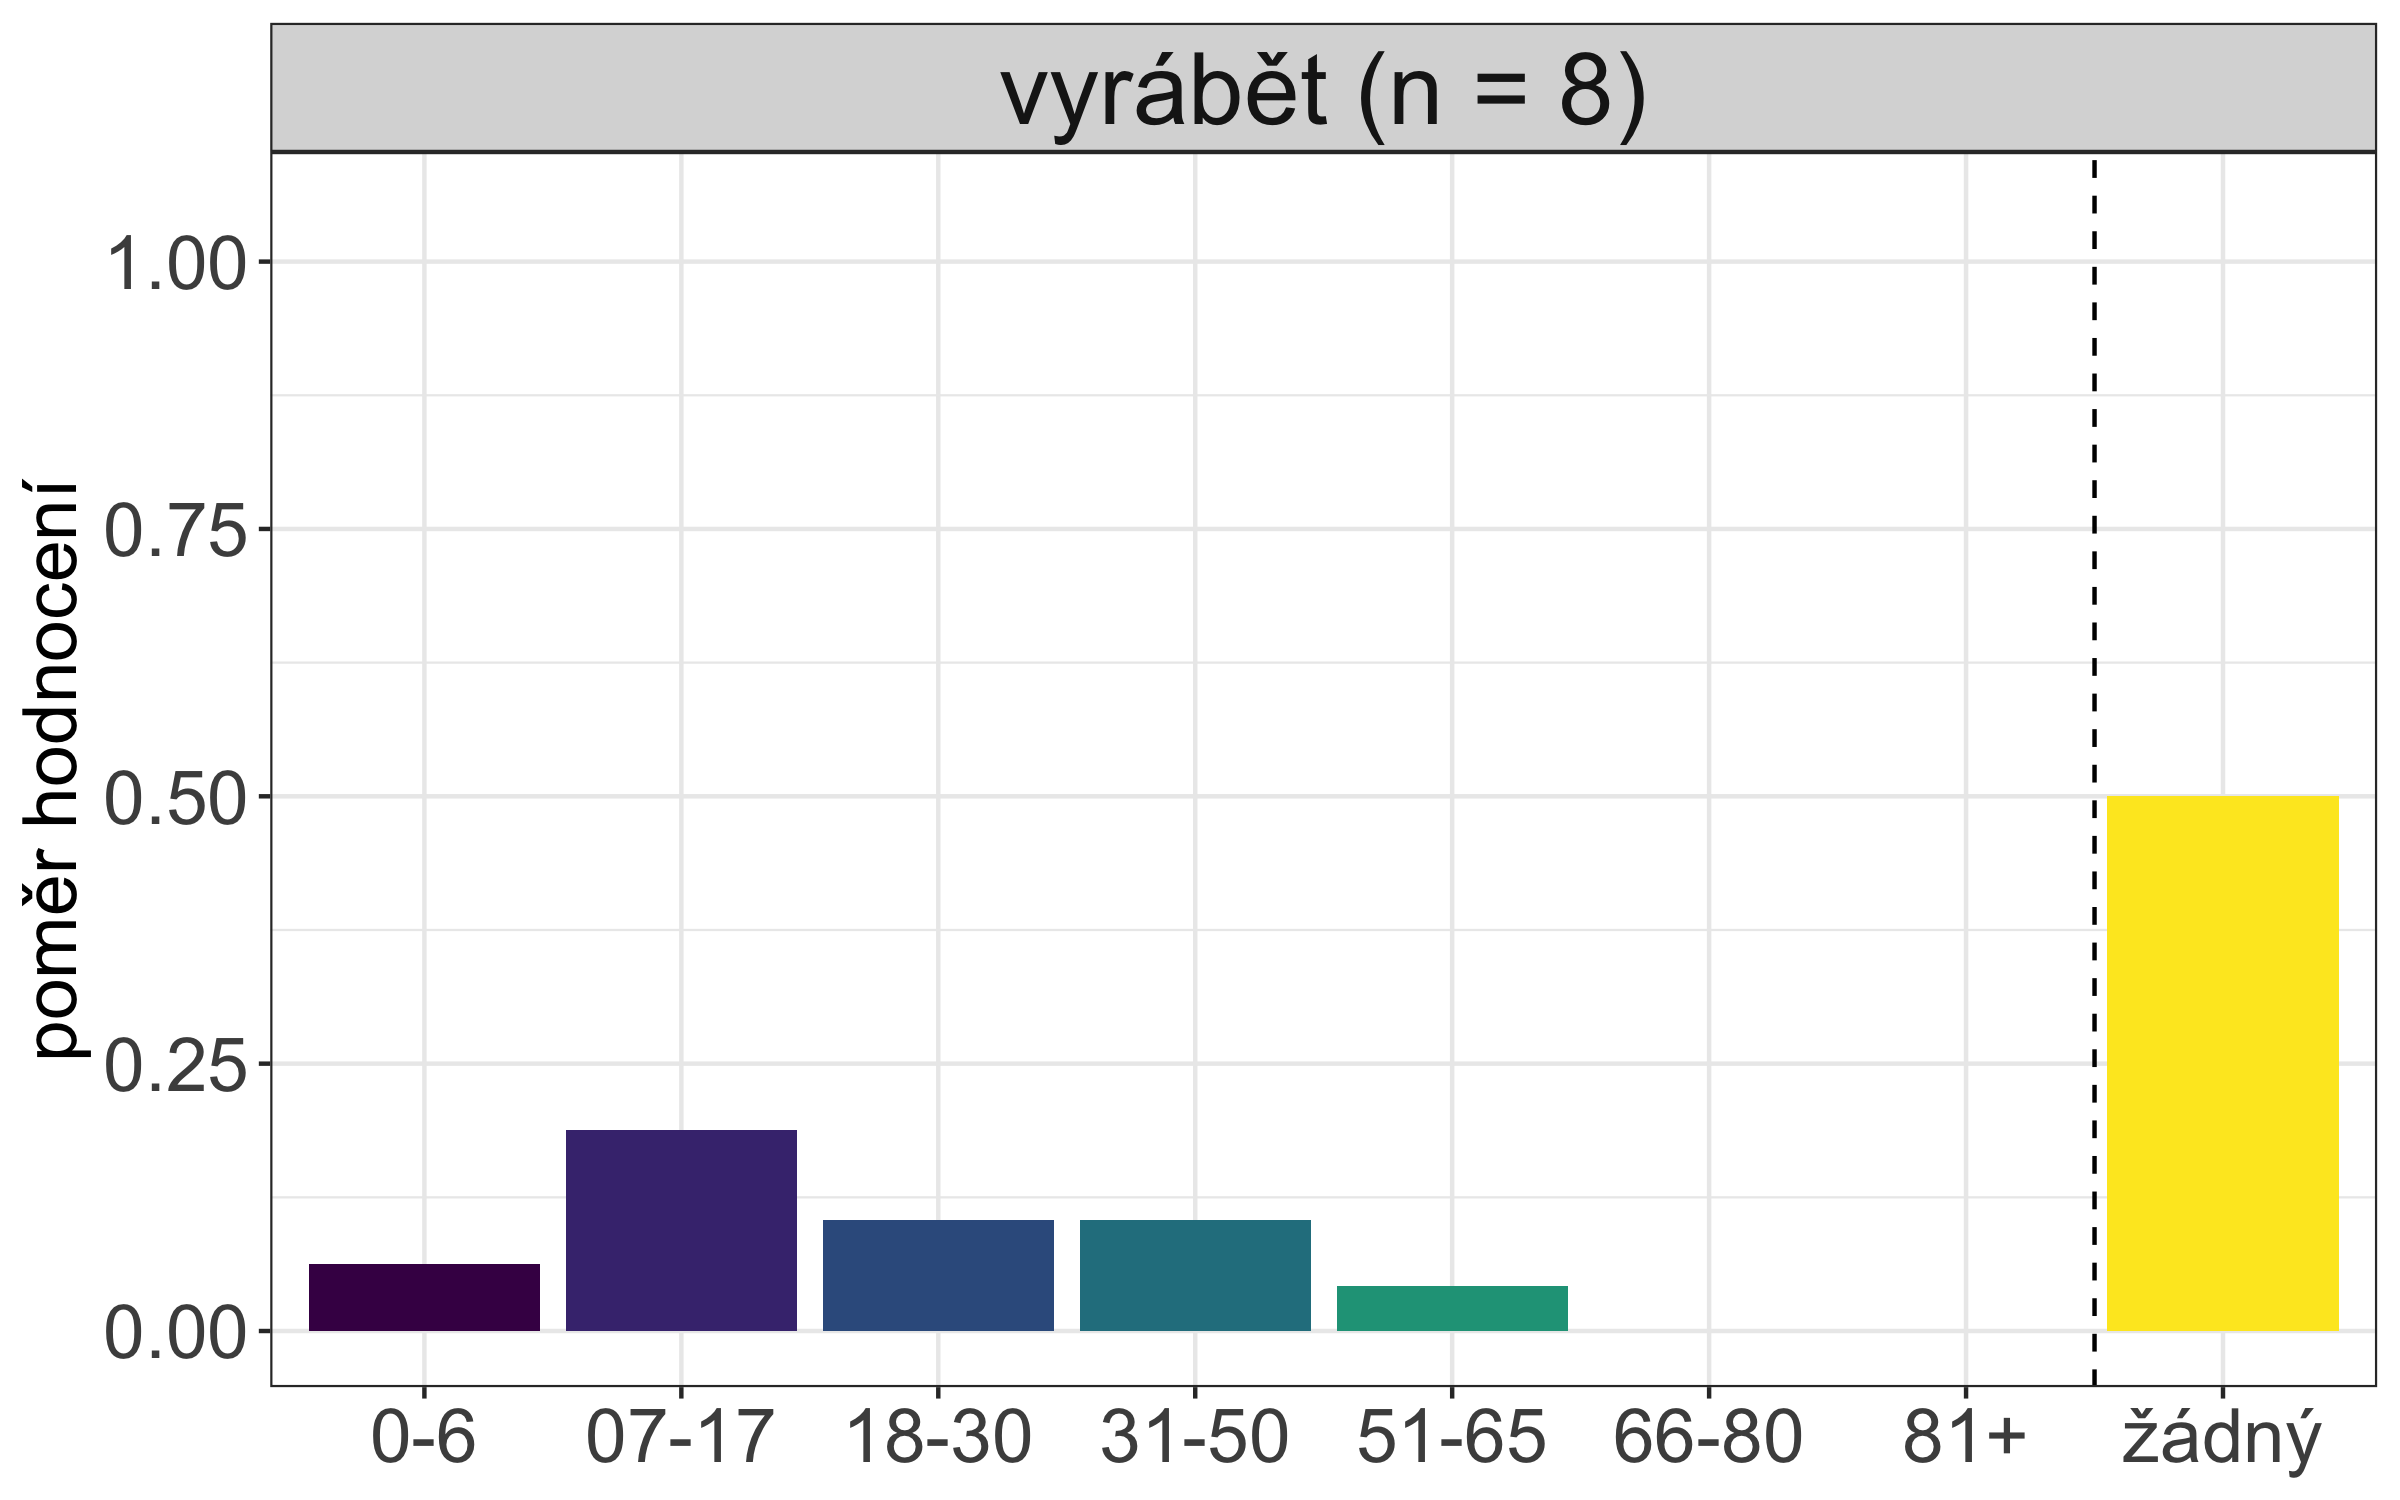 vyrábět (n = 8)
poměr hodnocení
1.00
0.75
0.50
0.25
0.00
0-6 07-17 18-30 31-50 51-65 66-80 81+ žádný